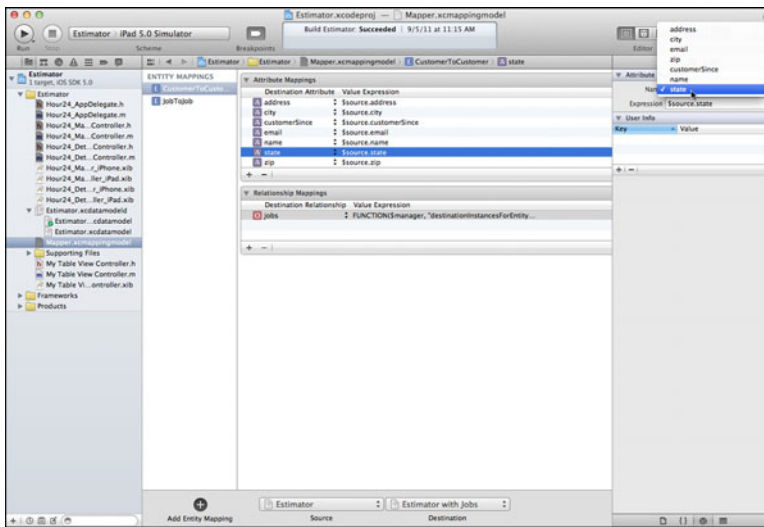 Estimator.xcodeproj — Mapper.xcmappingmodel
Run Stop
Estimator iPad 5.0 Simulator
Scheme
Breakpoints
Build Estimator: Succeeded | 9/5/11 at 11:15 AM
Editor
address
city
email
zip
customerSince
name
✓ state
Estimator
1 target, iOS SDK 5.0
Estimator
Hour24_AppDelegate.h
Hour24_AppDelegate.m
Hour24_Ma...Controller.h
Hour24_Ma...Controller.m
Hour24_Det...Controller.h
Hour24_Det...Controller.m
Hour24_Ma...r_iPhone.xib
Hour24_Ma...ller_iPad.xib
Hour24_Det...r_iPhone.xib
Hour24_Det...ller_iPad.xib
Estimator.xcdatamodeld
Estimator...cdatamodel
Estimator.xcdatamodel
Mapper.xcmappingmodel
Supporting Files
My Table View Controller.h
My Table View Controller.m
My Table Vi...ontroller.xib
Frameworks
Products
Estimator Estimator Mapper.xcmappingmodel CustomerToCustomer state
ENTITY MAPPINGS
CustomerToCusto...
JobToJob
Attribute Mappings
Destination Attribute Value Expression
address $source.address
city $source.city
customerSince $source.customerSince
email $source.email
name $source.name
state $source.state
zip $source.zip
+ −
Relationship Mappings
Destination Relationship Value Expression
jobs FUNCTION($manager, "destinationInstancesForEntity...
+ −
Attribute
Na
Expression $source.state
User Info
Key Value
+ −
Add Entity Mapping
Estimator
Source
Estimator with Jobs
Destination